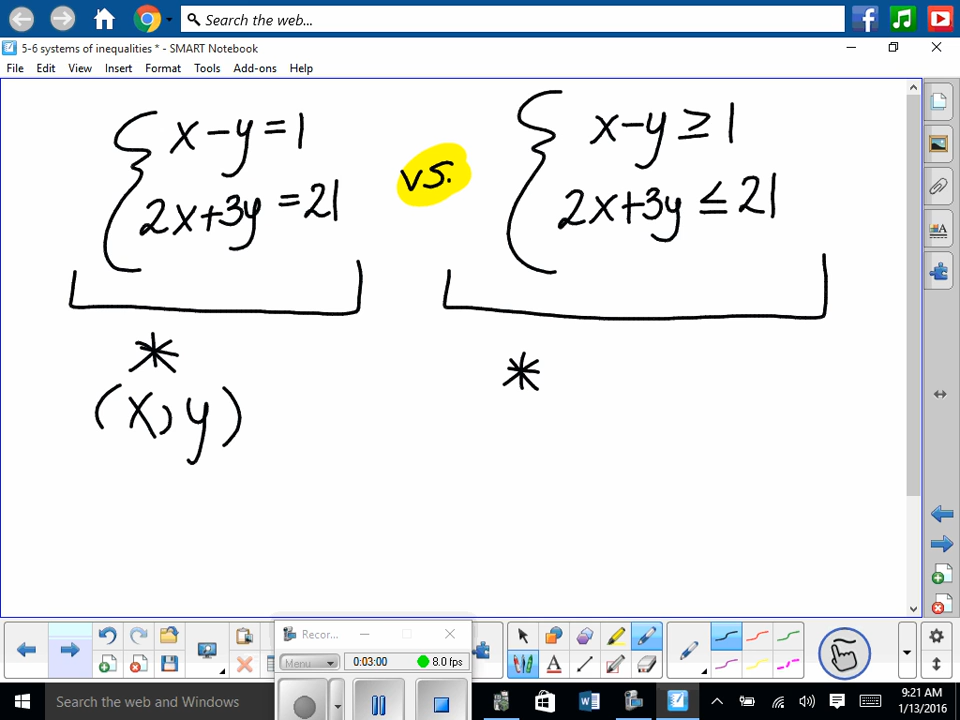 Search the web...
5-6 systems of inequalities * - SMART Notebook
File Edit View Insert Format Tools Add-ons Help
x-y=1
2x+3y=21
vs.
x-y≥1
2x+3y≤21
*
(x,y)
*
Recor...
Menu
0:03:00
8.0 fps
Search the web and Windows
9:21 AM
1/13/2016